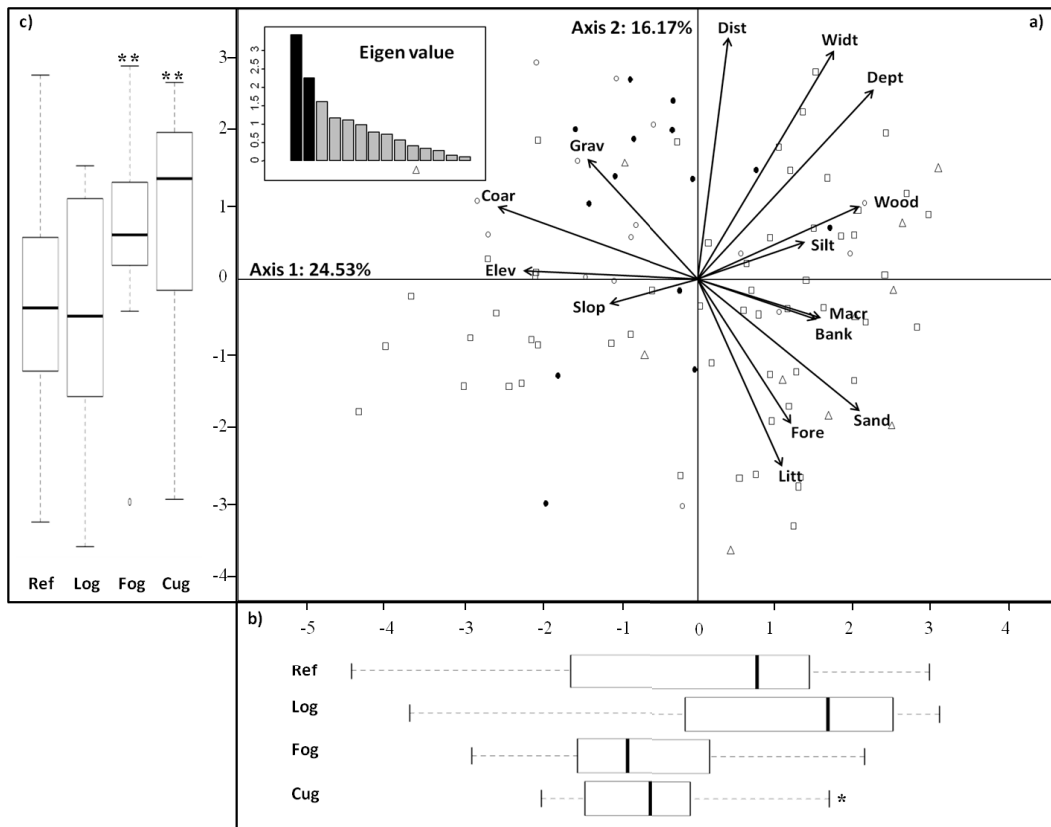 c)
a)
Axis 2: 16.17%
Eigen value
0 0.5 1 1.5 2 2.5 3
Dist
Widt
Dept
Grav
Coar
Wood
Silt
Axis 1: 24.53%
Elev
Slop
Macr
Bank
Sand
Fore
Litt
3
2
1
0
-1
-2
-3
-4
**
**
Ref Log Fog Cug
b)
-5 -4 -3 -2 -1 0 1 2 3 4
Ref
Log
Fog
Cug
*